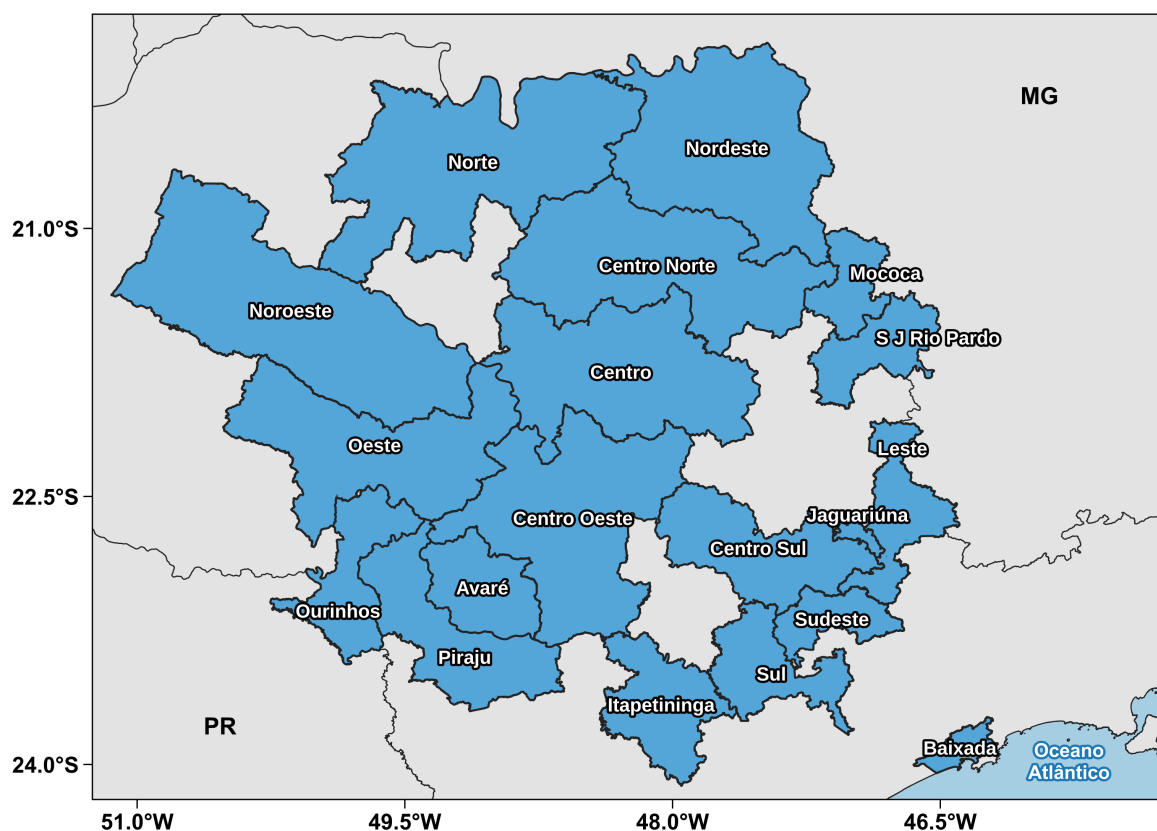 MG
Norte
Nordeste
21.0°S
Centro Norte
Mococa
Noroeste
S J Rio Pardo
Centro
Oeste
Leste
22.5°S
Centro Oeste
Jaguariúna
Centro Sul
Avaré
Ourinhos
Sudeste
Piraju
Sul
Itapetininga
PR
Baixada
Oceano
Atlântico
24.0°S
51.0°W
49.5°W
48.0°W
46.5°W